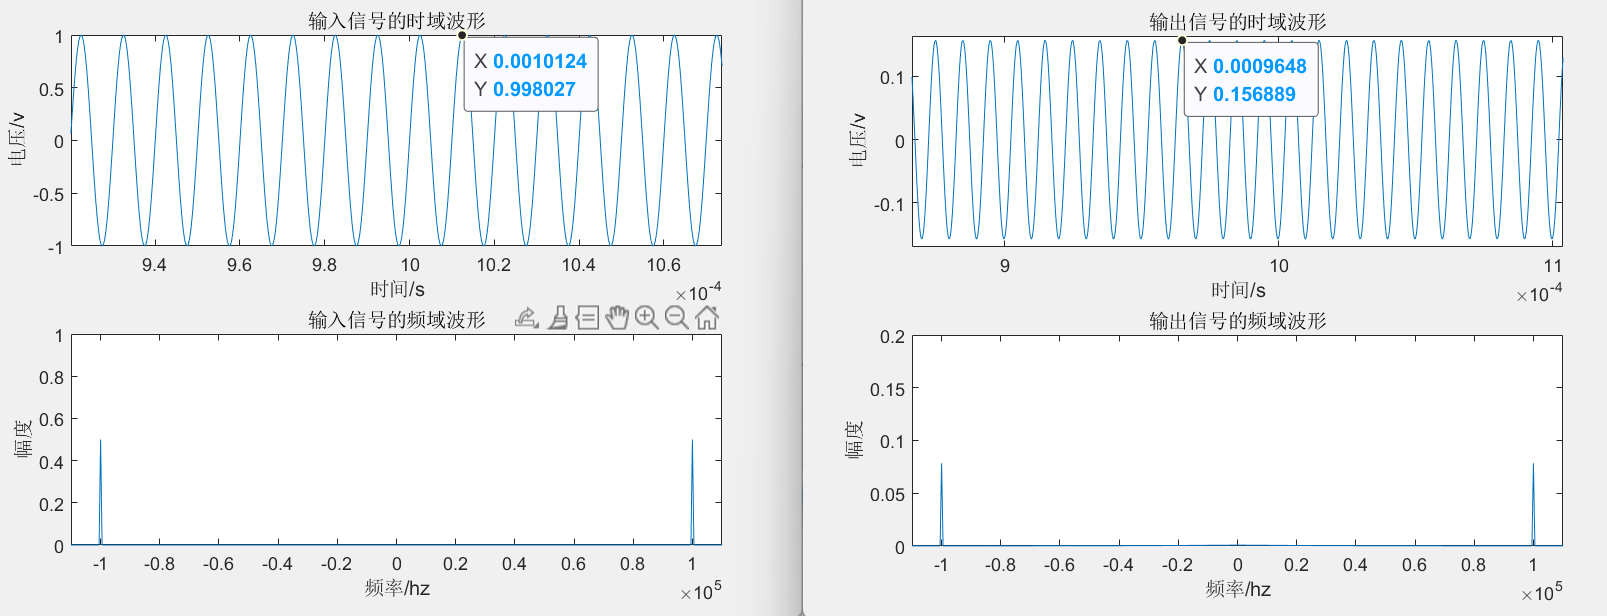 输入信号的时域波形
1
0.5
0
-0.5
-1
电压/v
X 0.0010124
Y 0.998027
9.4 9.6 9.8 10 10.2 10.4 10.6
时间/s
×10-4
输入信号的频域波形
1
0.8
0.6
0.4
0.2
0
幅度
-1 -0.8 -0.6 -0.4 -0.2 0 0.2 0.4 0.6 0.8 1
频率/hz
×105
输出信号的时域波形
0.1
0
-0.1
电压/v
X 0.0009648
Y 0.156889
9 10 11
时间/s
×10-4
输出信号的频域波形
0.2
0.15
0.1
0.05
0
幅度
-1 -0.8 -0.6 -0.4 -0.2 0 0.2 0.4 0.6 0.8 1
频率/hz
×105